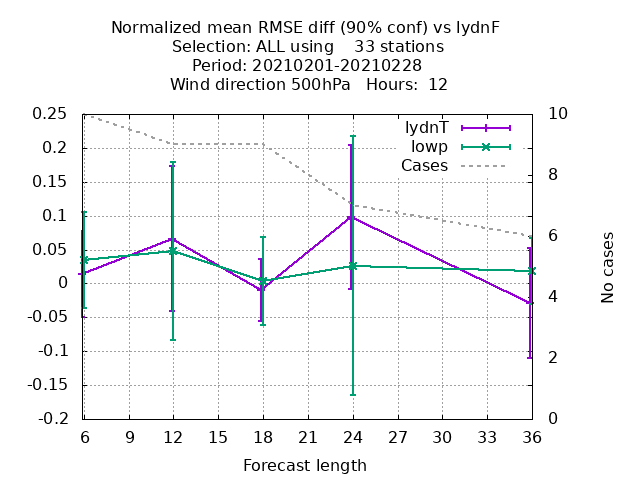 Normalized mean RMSE diff (90% conf) vs lydnF
Selection: ALL using    33 stations
Period: 20210201-20210228
Wind direction 500hPa   Hours:  12
0.25
0.2
0.15
0.1
0.05
0
-0.05
-0.1
-0.15
-0.2
10
8
6
4
2
0
lydnT
lowp
Cases
No cases
6 9 12 15 18 21 24 27 30 33 36
Forecast length